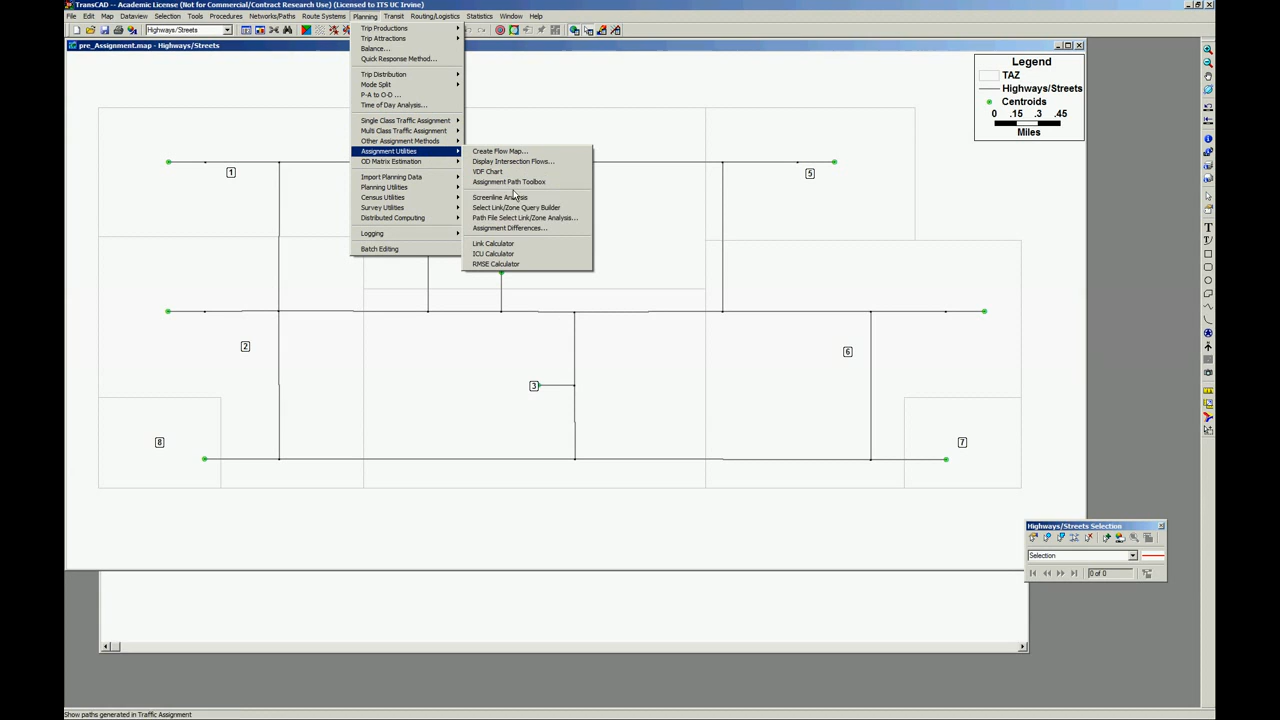 TransCAD -- Academic License (Not for Commercial/Contract Research Use) (Licensed to ITS UC Irvine)
File Edit Map Dataview Selection Tools Procedures Networks/Paths Route Systems Planning Transit Routing/Logistics Statistics Window Help
Highways/Streets
pre_Assignment.map - Highways/Streets
Trip Productions
Trip Attractions
Balance...
Quick Response Method...
Trip Distribution
Mode Split
P-A to O-D ...
Time of Day Analysis...
Single Class Traffic Assignment
Multi Class Traffic Assignment
Other Assignment Methods
Assignment Utilities
OD Matrix Estimation
Import Planning Data
Planning Utilities
Census Utilities
Survey Utilities
Distributed Computing
Logging
Batch Editing
Create Flow Map...
Display Intersection Flows...
VDF Chart
Assignment Path Toolbox
Screenline Analysis
Select Link/Zone Query Builder
Path File Select Link/Zone Analysis...
Assignment Differences...
Link Calculator
ICU Calculator
RMSE Calculator
Legend
TAZ
Highways/Streets
Centroids
0 .15 .3 .45
Miles
1
5
2
6
3
8
7
Highways/Streets Selection
Selection
0 of 0
Show paths generated in Traffic Assignment